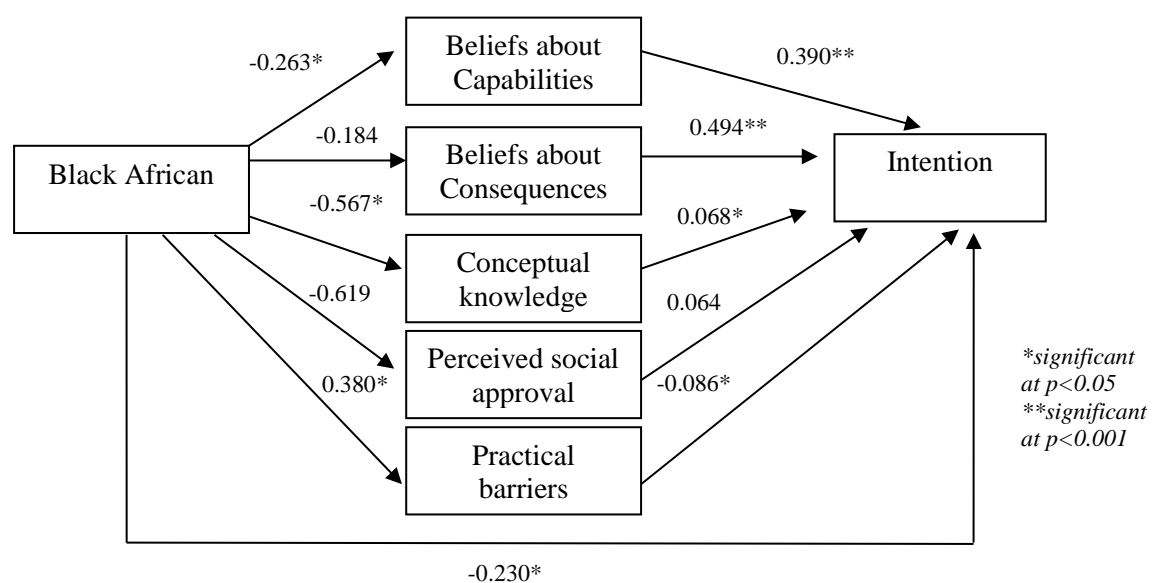 Beliefs about
Capabilities
-0.263*
0.390**
Black African
-0.184
Beliefs about
Consequences
0.494**
Intention
-0.567*
Conceptual
knowledge
0.068*
-0.619
Perceived social
approval
0.064
0.380*
Practical
barriers
-0.086*
-0.230*
*significant
at p<0.05
**significant
at p<0.001